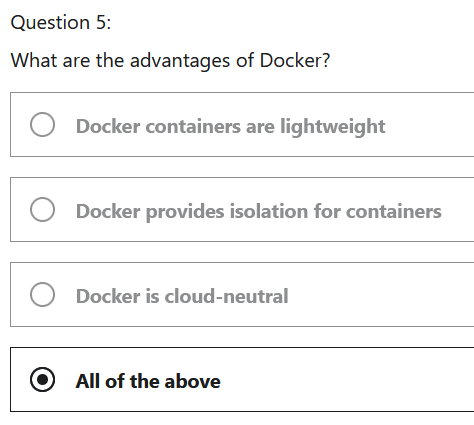 Question 5:
What are the advantages of Docker?
Docker containers are lightweight
Docker provides isolation for containers
Docker is cloud-neutral
All of the above